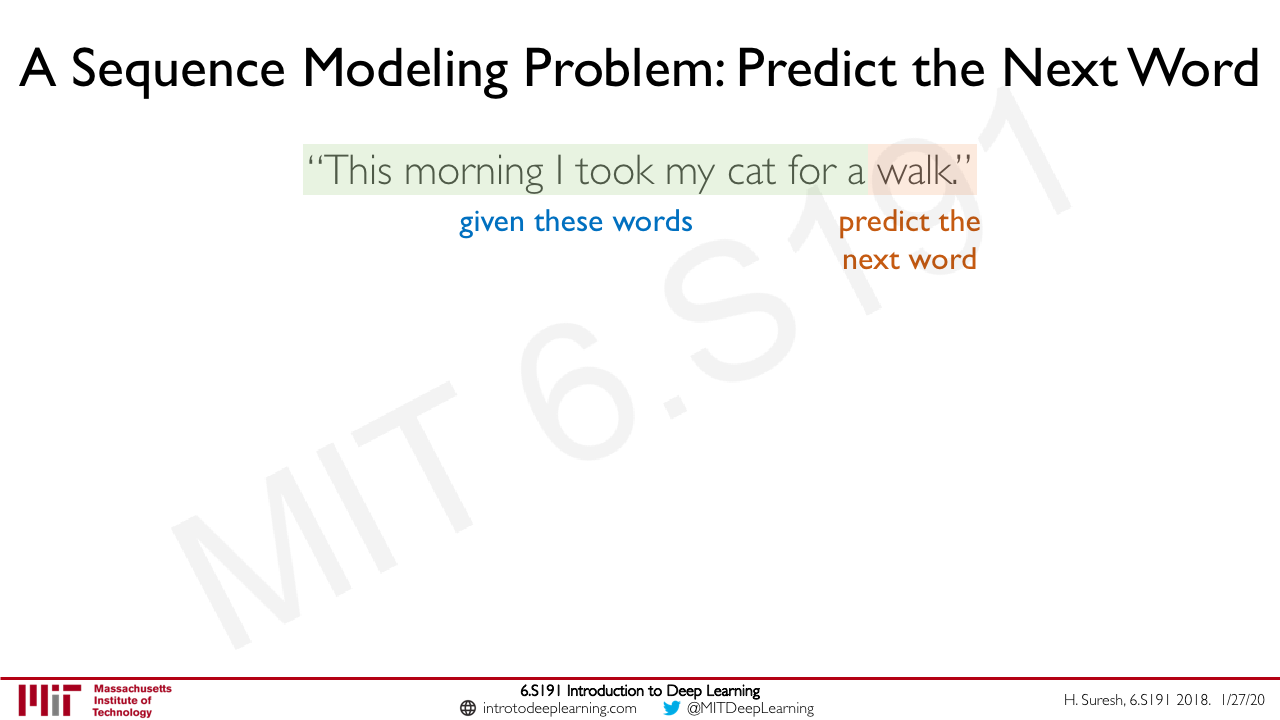 A Sequence Modeling Problem: Predict the Next Word
“This morning I took my cat for a walk.”
given these words
predict the
next word
MIT 6.S191
Massachusetts
Institute of
Technology
6.S191 Introduction to Deep Learning
introtodeeplearning.com @MITDeepLearning
H. Suresh, 6.S191 2018. 1/27/20